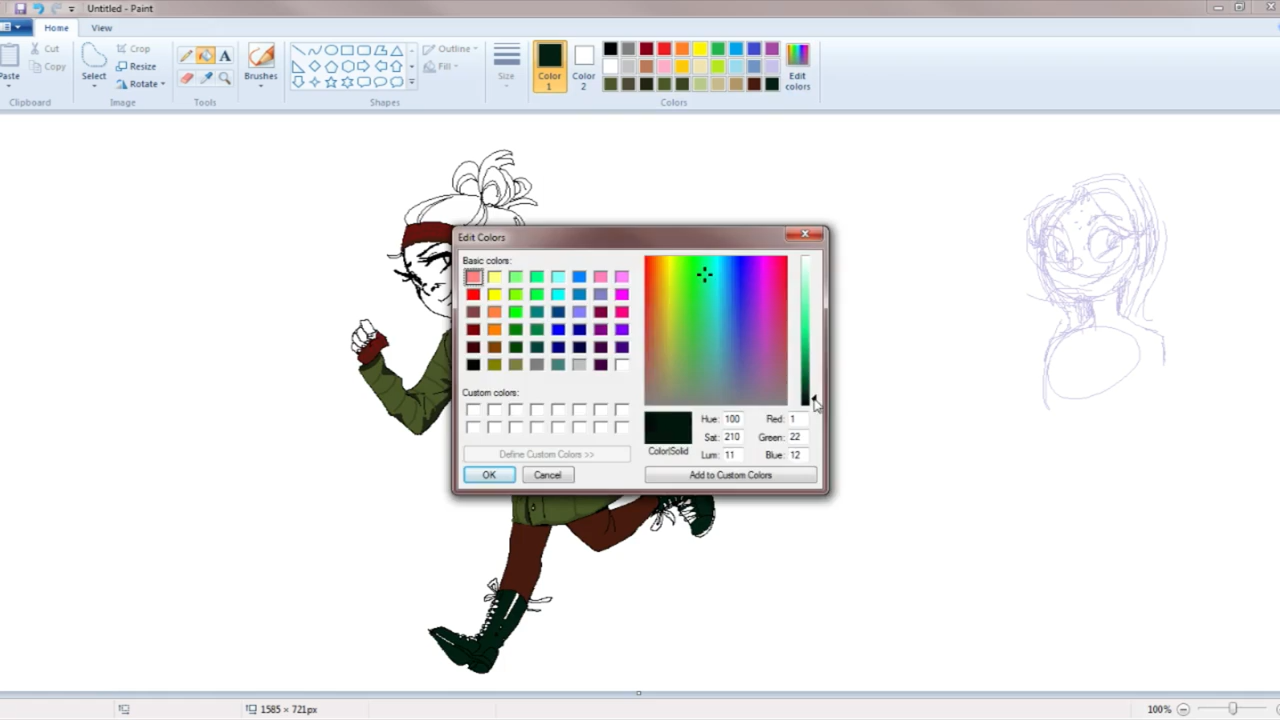 Untitled - Paint
Home View
Cut
Copy
Paste
Clipboard
Select
Crop
Resize
Rotate
Image
A
Tools
Brushes
Outline
Fill
Shapes
Size
Color 1
Color 2
Edit colors
Colors
Edit Colors
Basic colors:
Custom colors:
Define Custom Colors >>
OK Cancel
Color|Solid
Hue: 100 Red: 1
Sat: 210 Green: 22
Lum: 11 Blue: 12
Add to Custom Colors
1585 × 721px
100%